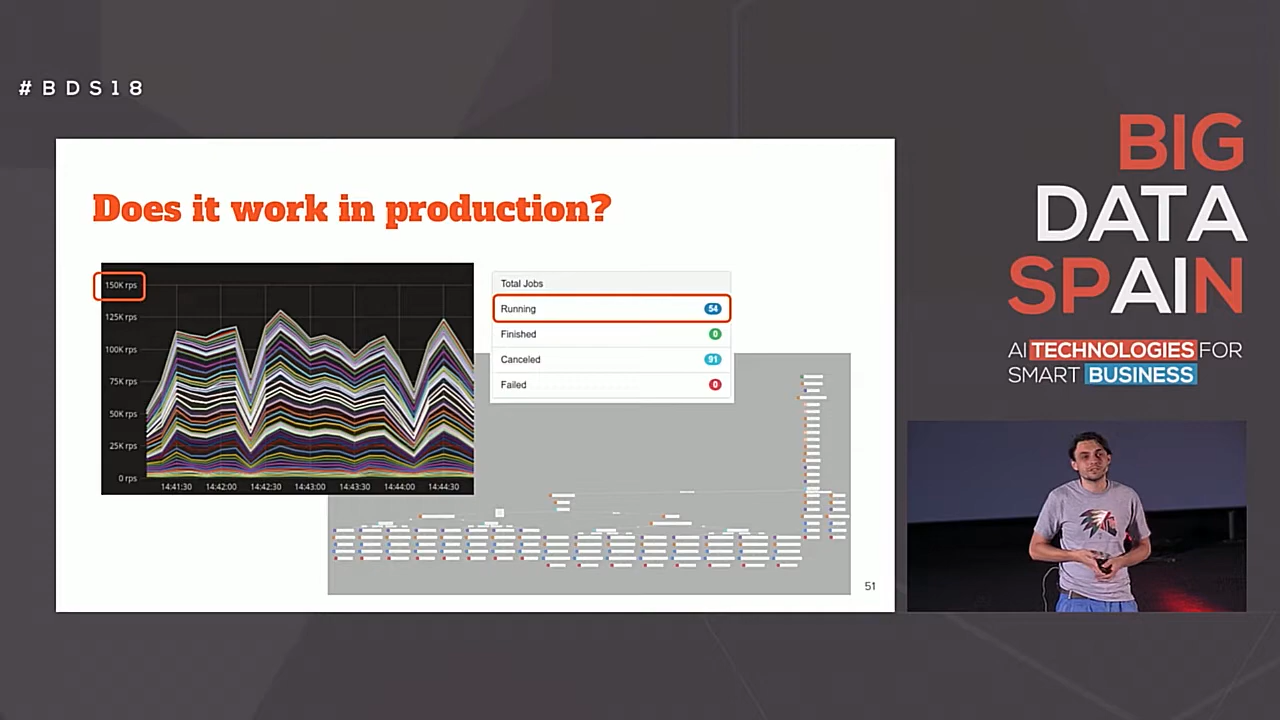 #BDS18
Does it work in production?
150K rps
125K rps
100K rps
75K rps
50K rps
25K rps
0 rps
14:41:30 14:42:00 14:42:30 14:43:00 14:43:30 14:44:00 14:44:30
Total Jobs
Running 54
Finished 0
Canceled 91
Failed 0
51
BIG
DATA
SPAIN
AI TECHNOLOGIES FOR
SMART BUSINESS